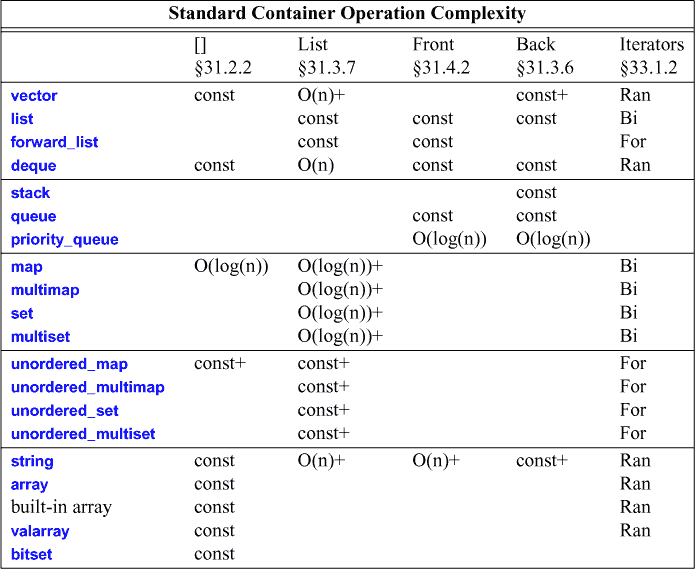 Standard Container Operation Complexity
[] List Front Back Iterators
§31.2.2 §31.3.7 §31.4.2 §31.3.6 §33.1.2
vector const O(n)+ const+ Ran
list const const const Bi
forward_list const const For
deque const O(n) const const Ran
stack const
queue const const
priority_queue O(log(n)) O(log(n))
map O(log(n)) O(log(n))+ Bi
multimap O(log(n))+ Bi
set O(log(n))+ Bi
multiset O(log(n))+ Bi
unordered_map const+ const+ For
unordered_multimap const+ For
unordered_set const+ For
unordered_multiset const+ For
string const O(n)+ O(n)+ const+ Ran
array const Ran
built-in array const Ran
valarray const Ran
bitset const